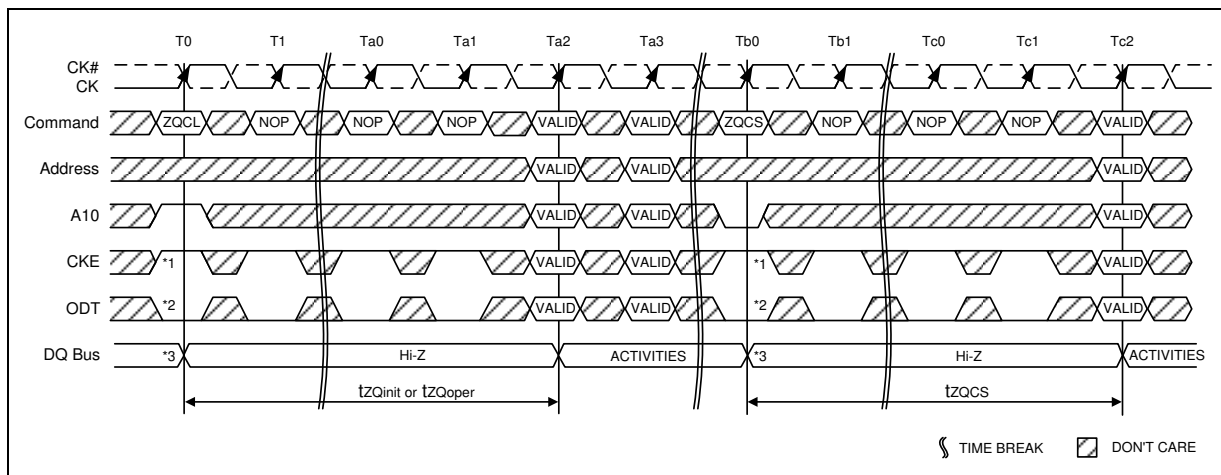 T0 T1 Ta0 Ta1 Ta2 Ta3 Tb0 Tb1 Tc0 Tc1 Tc2
CK#
CK
Command ZQCL NOP NOP NOP VALID VALID ZQCS NOP NOP NOP VALID
Address VALID VALID VALID
A10 VALID VALID VALID
CKE *1 VALID VALID *1 VALID
ODT *2 VALID VALID *2 VALID
DQ Bus *3 Hi-Z ACTIVITIES *3 Hi-Z ACTIVITIES
tZQinit or tZQoper tZQCS
TIME BREAK DON'T CARE